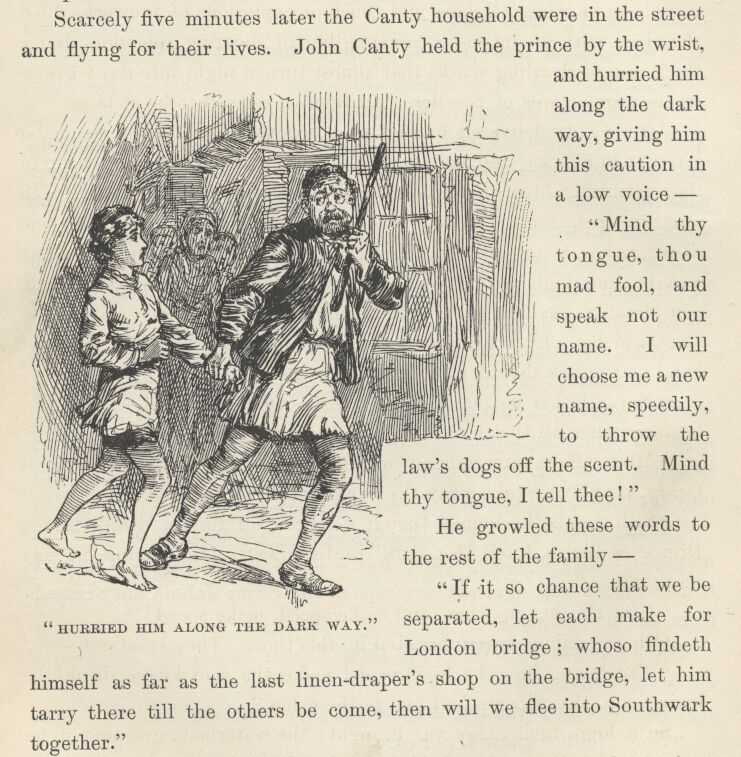 Scarcely five minutes later the Canty household were in the street
and flying for their lives. John Canty held the prince by the wrist,
and hurried him
along the dark
way, giving him
this caution in
a low voice —
"Mind thy
tongue, thou
mad fool, and
speak not our
name. I will
choose me a new
name, speedily,
to throw the
law's dogs off the scent. Mind
thy tongue, I tell thee!"
He growled these words to
the rest of the family —
"If it so chance that we be
separated, let each make for
London bridge; whoso findeth
himself as far as the last linen-draper's shop on the bridge, let him
tarry there till the others be come, then will we flee into Southwark
together."
"HURRIED HIM ALONG THE DARK WAY."